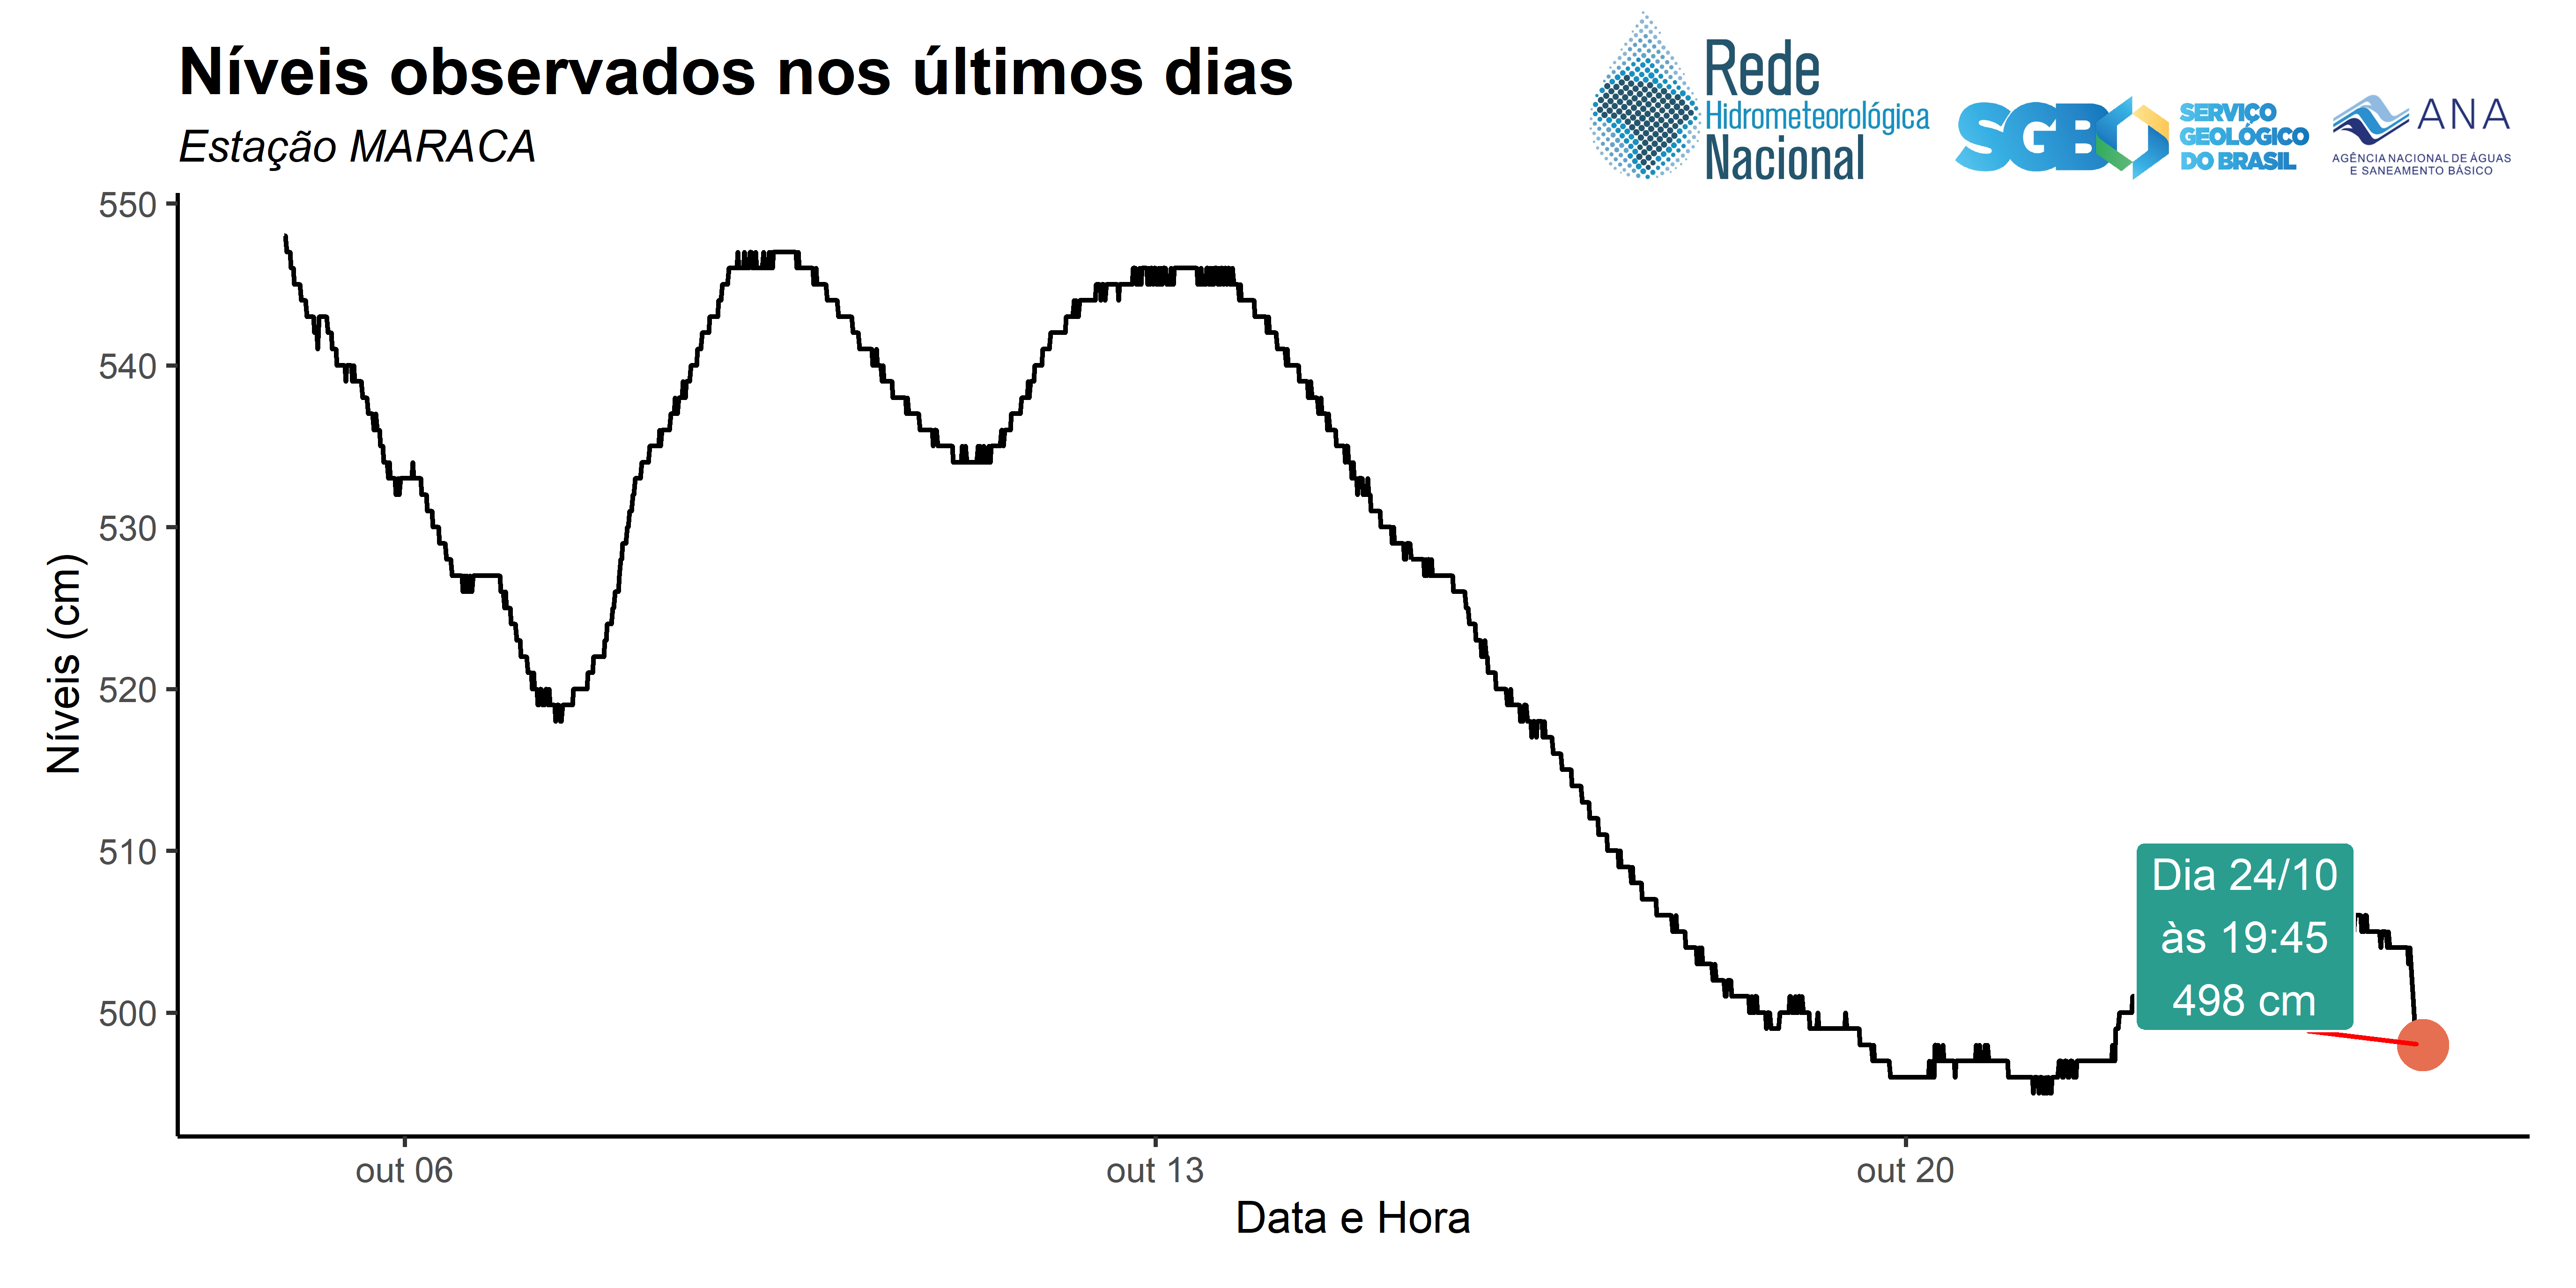 Níveis observados nos últimos dias
Estação MARACA
Rede
Hidrometeorológica
Nacional
SGB
SERVIÇO
GEOLÓGICO
DO BRASIL
ANA
AGÊNCIA NACIONAL DE ÁGUAS
E SANEAMENTO BÁSICO
Níveis (cm)
550
540
530
520
510
500
Dia 24/10
às 19:45
498 cm
out 06
out 13
out 20
Data e Hora